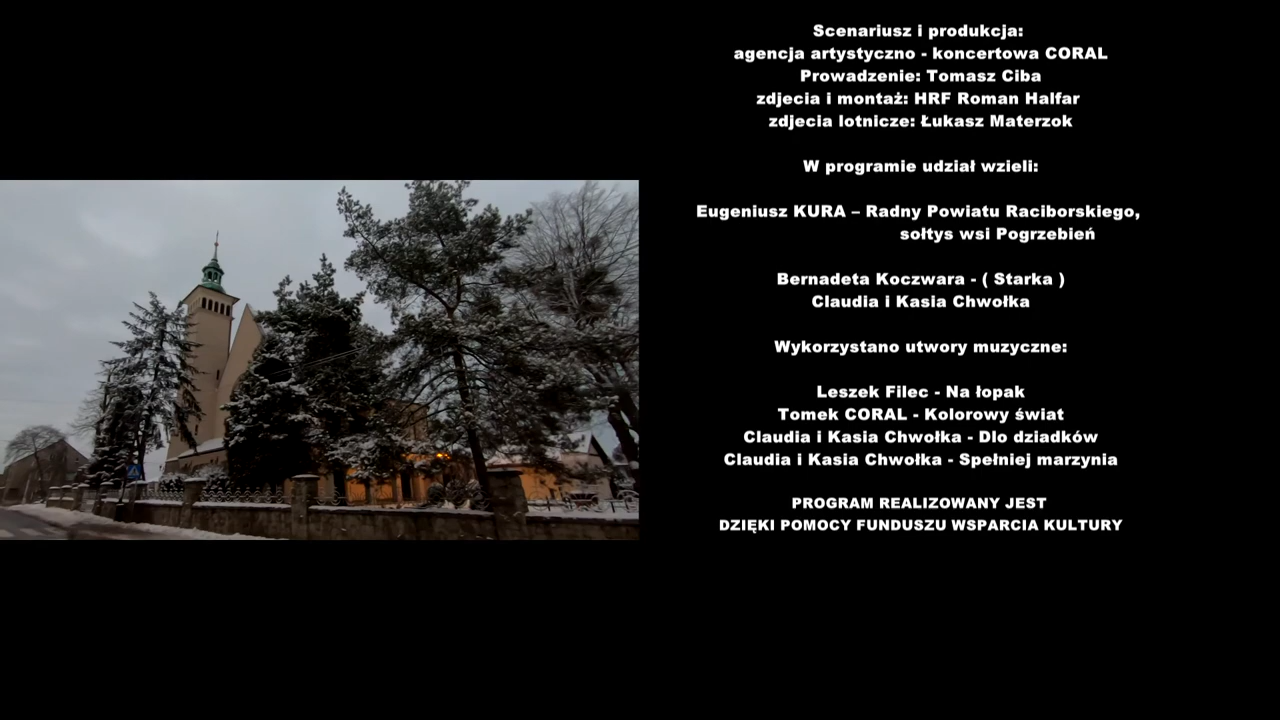 Scenariusz i produkcja:
agencja artystyczno - koncertowa CORAL
Prowadzenie: Tomasz Ciba
zdjecia i montaż: HRF Roman Halfar
zdjecia lotnicze: Łukasz Materzok
W programie udział wzieli:
Eugeniusz KURA – Radny Powiatu Raciborskiego,
sołtys wsi Pogrzebień
Bernadeta Koczwara - ( Starka )
Claudia i Kasia Chwołka
Wykorzystano utwory muzyczne:
Leszek Filec - Na łopak
Tomek CORAL - Kolorowy świat
Claudia i Kasia Chwołka - Dlo dziadków
Claudia i Kasia Chwołka - Spełniej marzynia
PROGRAM REALIZOWANY JEST
DZIĘKI POMOCY FUNDUSZU WSPARCIA KULTURY